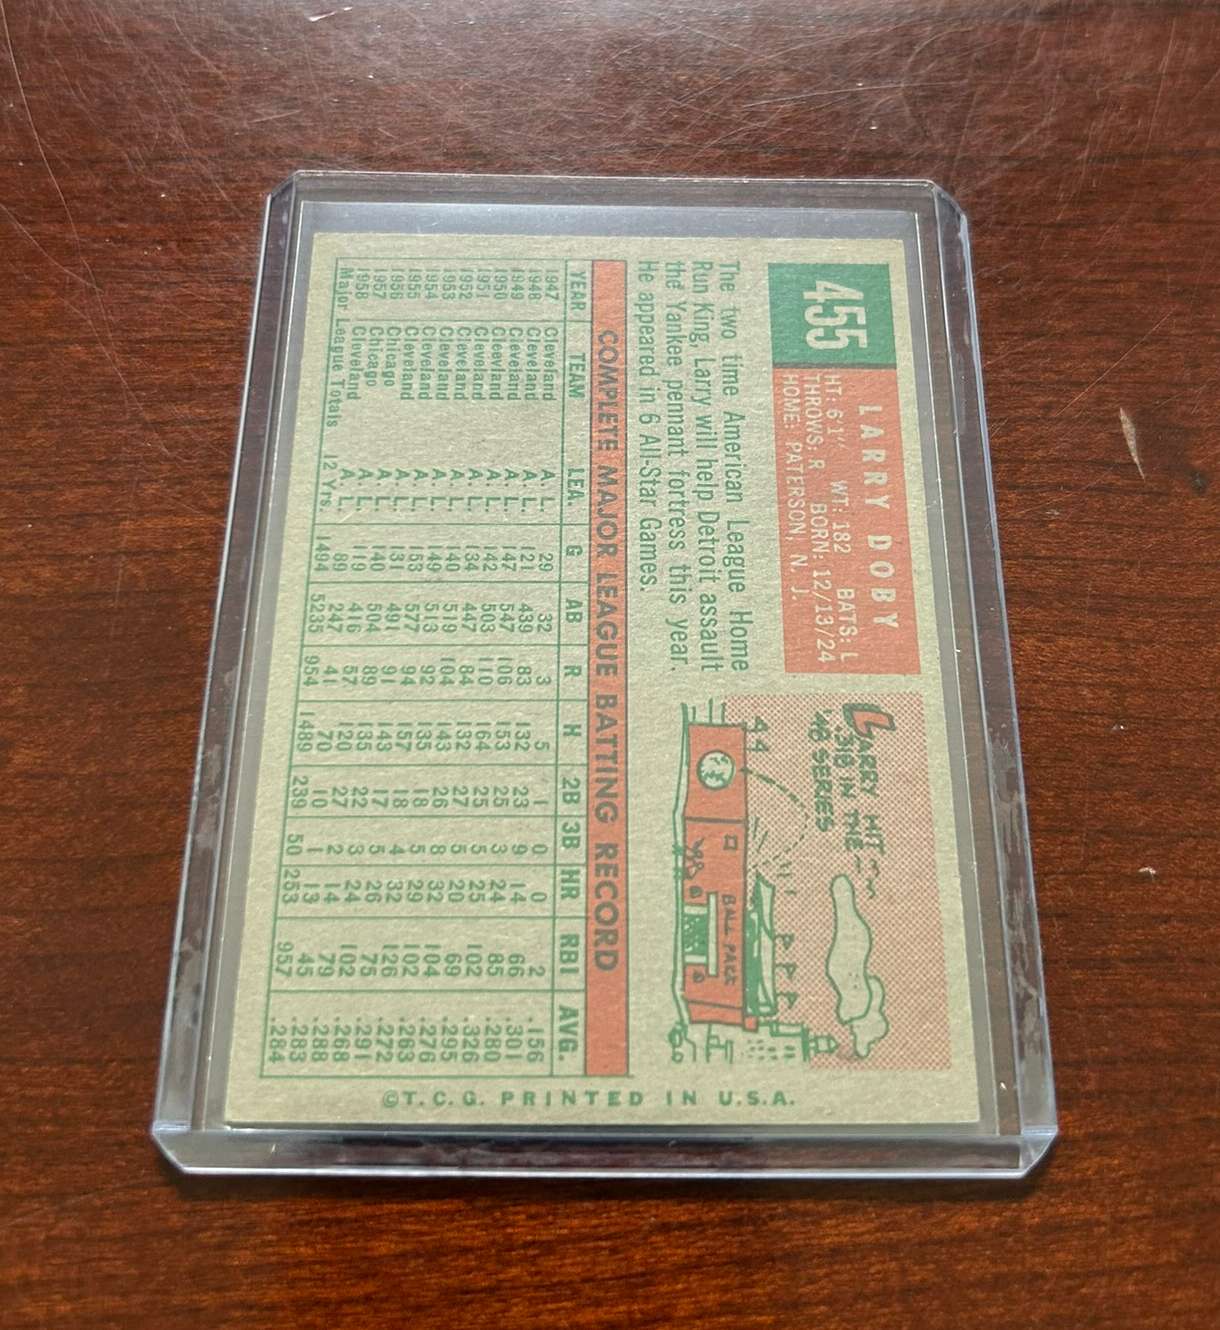 455
LARRY DOBY
HT: 6'1" WT: 182 BATS: L
THROWS: R BORN: 12/13/24
HOME: PATERSON, N. J.
The two time American League Home
Run King, Larry will help Detroit assault
the Yankee pennant fortress this year.
He appeared in 6 All-Star Games.
LARRY HIT
.318 IN THE
'48 SERIES
BALL PARK
COMPLETE MAJOR LEAGUE BATTING RECORD
YEAR TEAM LEA. G AB R H 2B 3B HR RBI AVG.
1947 Cleveland A. L. 29 32 3 5 1 0 0 2 .156
1948 Cleveland A. L. 121 439 83 132 23 9 14 66 .301
1949 Cleveland A. L. 147 547 106 153 25 3 24 85 .280
1950 Cleveland A. L. 142 503 110 164 25 5 25 102 .326
1951 Cleveland A. L. 134 447 84 132 27 5 20 69 .295
1952 Cleveland A. L. 140 519 104 143 26 8 32 104 .276
1953 Cleveland A. L. 149 513 92 135 18 5 29 102 .263
1954 Cleveland A. L. 153 577 94 157 18 4 32 126 .272
1955 Cleveland A. L. 131 491 91 143 17 5 26 75 .291
1956 Chicago A. L. 140 504 89 135 22 3 24 102 .268
1957 Chicago A. L. 119 416 57 120 27 2 14 79 .288
1958 Cleveland A. L. 89 247 41 70 10 1 13 45 .283
Major League Totals 12 Yrs. 1494 5235 954 1489 239 50 253 957 .284
©T. C. G. PRINTED IN U.S.A.